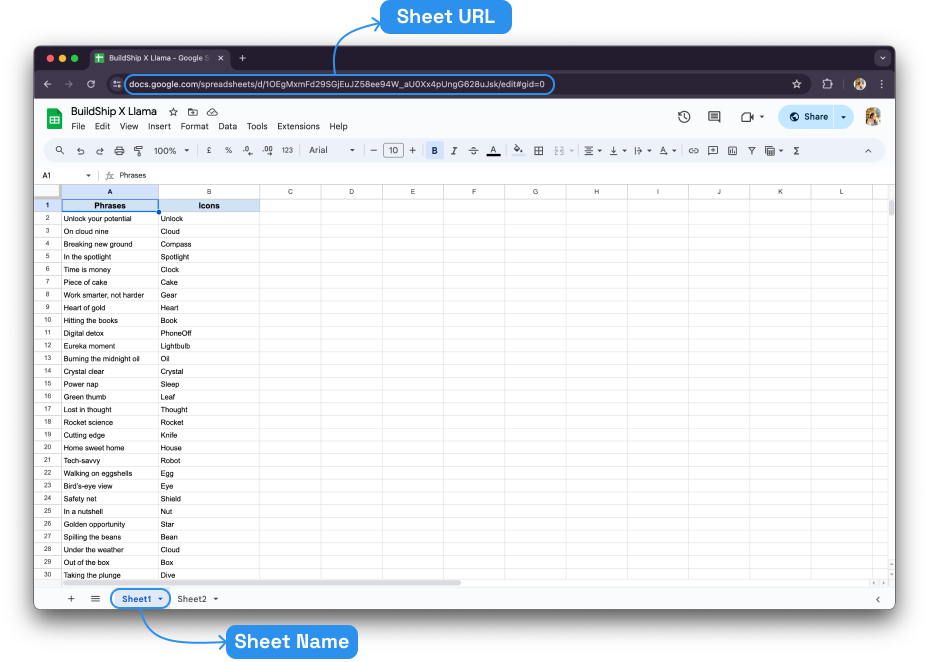 Sheet URL
BuildShip X Llama - Google S
docs.google.com/spreadsheets/d/1OEgMxmFd29SGjEuJZ58ee94W_aU0Xx4pUngG628uJsk/edit#gid=0
BuildShip X Llama
File Edit View Insert Format Data Tools Extensions Help
Share
100% £ % .0 .00 123 Arial 10 B I A Σ
A1 fx Phrases
A B C D E F G H I J K L
1 Phrases Icons
2 Unlock your potential Unlock
3 On cloud nine Cloud
4 Breaking new ground Compass
5 In the spotlight Spotlight
6 Time is money Clock
7 Piece of cake Cake
8 Work smarter, not harder Gear
9 Heart of gold Heart
10 Hitting the books Book
11 Digital detox PhoneOff
12 Eureka moment Lightbulb
13 Burning the midnight oil Oil
14 Crystal clear Crystal
15 Power nap Sleep
16 Green thumb Leaf
17 Lost in thought Thought
18 Rocket science Rocket
19 Cutting edge Knife
20 Home sweet home House
21 Tech-savvy Robot
22 Walking on eggshells Egg
23 Bird's-eye view Eye
24 Safety net Shield
25 In a nutshell Nut
26 Golden opportunity Star
27 Spilling the beans Bean
28 Under the weather Cloud
29 Out of the box Box
30 Taking the plunge Dive
Sheet1 Sheet2
Sheet Name